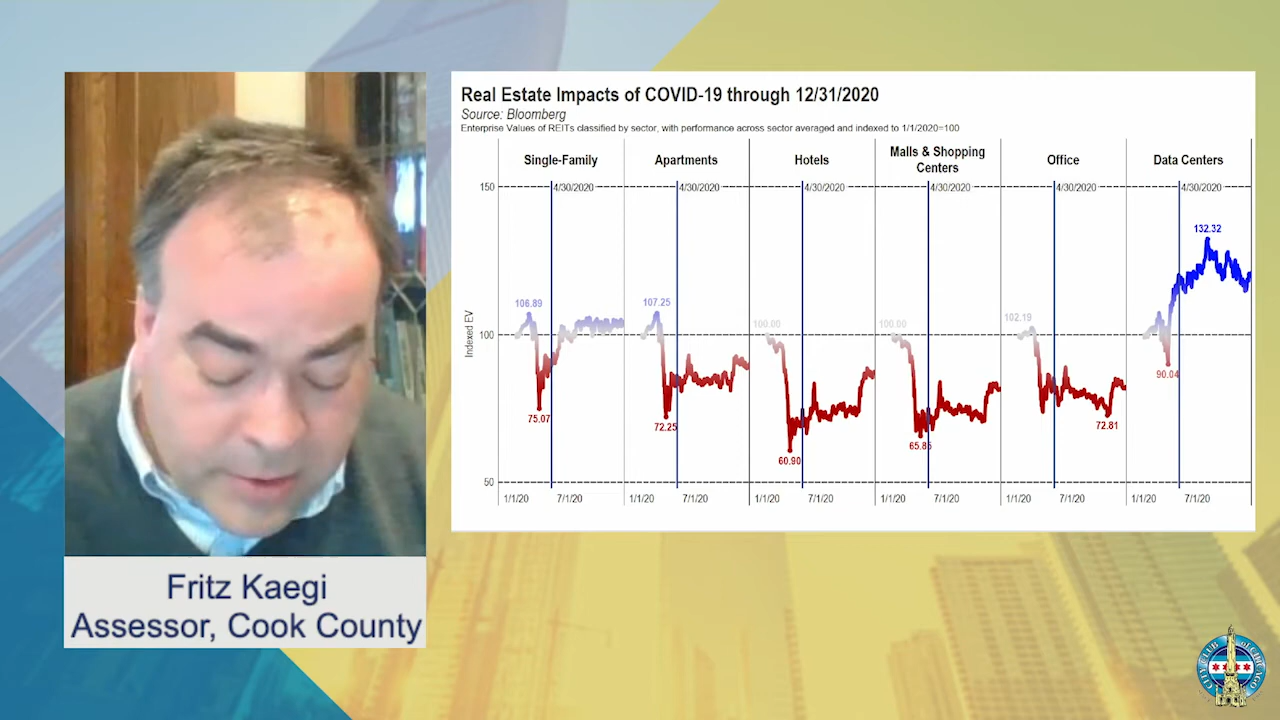 Real Estate Impacts of COVID-19 through 12/31/2020
Source: Bloomberg
Enterprise Values of REITs classified by sector, with performance across sector averaged and indexed to 1/1/2020=100
Single-Family
Apartments
Hotels
Malls & Shopping
Centers
Office
Data Centers
150
4/30/2020
4/30/2020
4/30/2020
4/30/2020
4/30/2020
4/30/2020
132.32
106.89
107.25
100.00
100.00
102.19
Indexed EV
100
90.04
75.07
72.25
60.90
65.85
72.81
50
1/1/20
7/1/20
1/1/20
7/1/20
1/1/20
7/1/20
1/1/20
7/1/20
1/1/20
7/1/20
1/1/20
7/1/20
Fritz Kaegi
Assessor, Cook County
CITY CLUB of CHICAGO